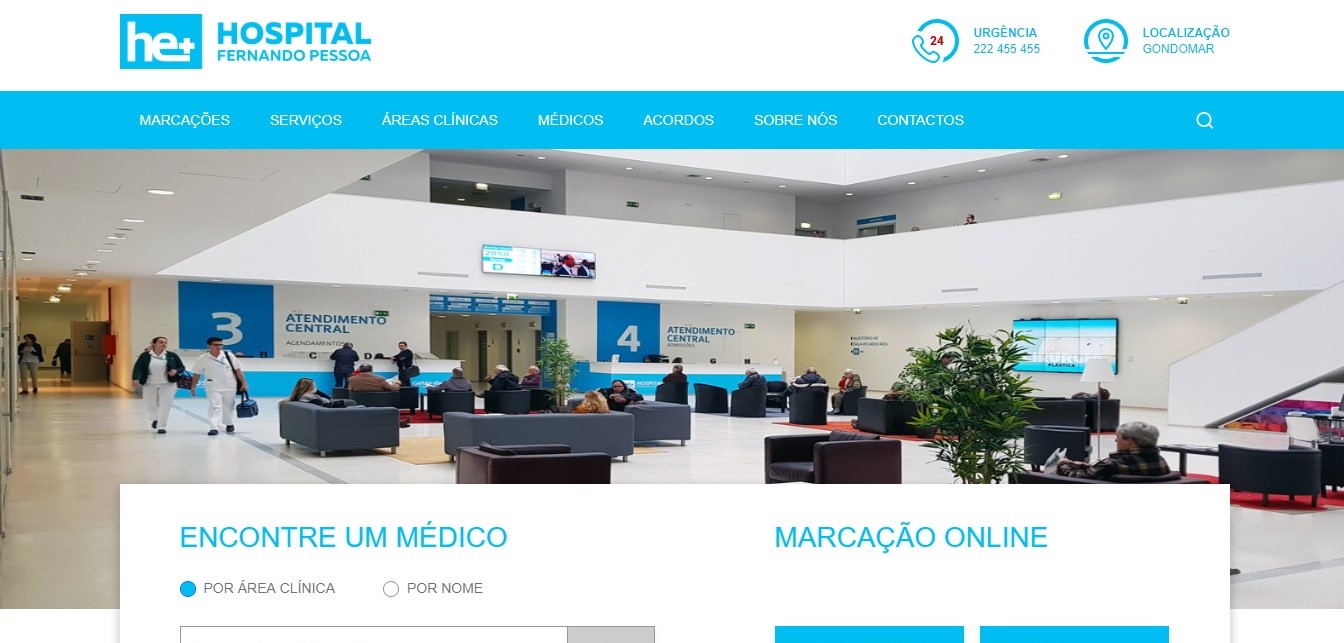 he+
HOSPITAL
FERNANDO PESSOA
24
URGÊNCIA
222 455 455
LOCALIZAÇÃO
GONDOMAR
MARCAÇÕES
SERVIÇOS
ÁREAS CLÍNICAS
MÉDICOS
ACORDOS
SOBRE NÓS
CONTACTOS
D
3
ATENDIMENTO
CENTRAL
AGENDAMENTOS
B C D
4
ATENDIMENTO
CENTRAL
ADMISSÕES
G H
HOSPITAL
PLÁSTICA
ENCONTRE UM MÉDICO
POR ÁREA CLÍNICA
POR NOME
MARCAÇÃO ONLINE